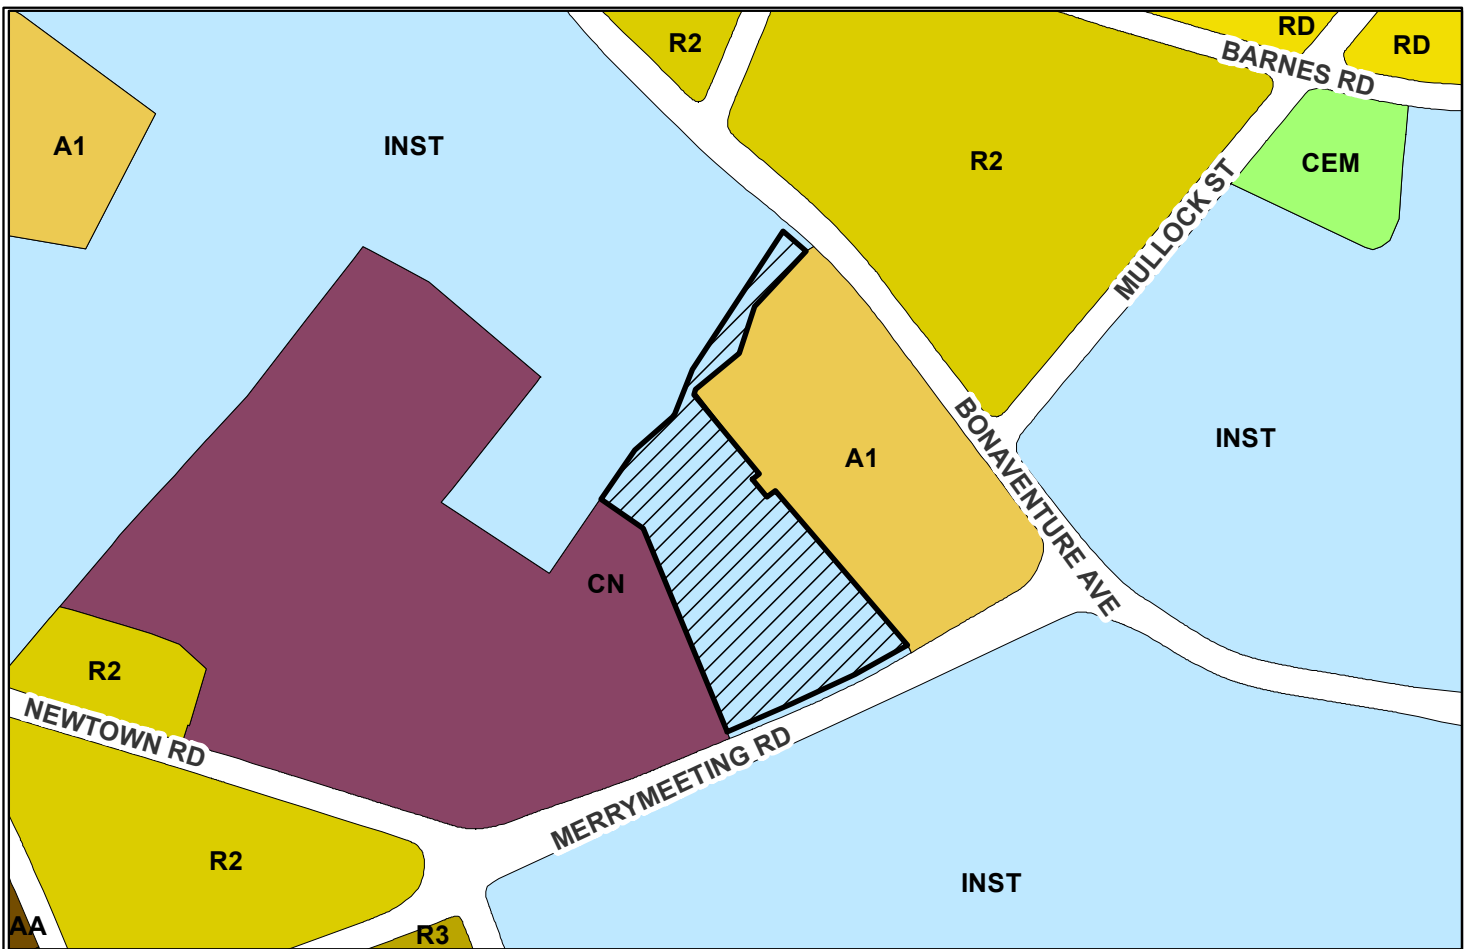 RD
R2
RD
BARNES RD
A1
INST
R2
CEM
MULLOCK ST
INST
A1
BONAVENTURE AVE
CN
R2
NEWTOWN RD
MERRYMEETING RD
R2
INST
AA
R3